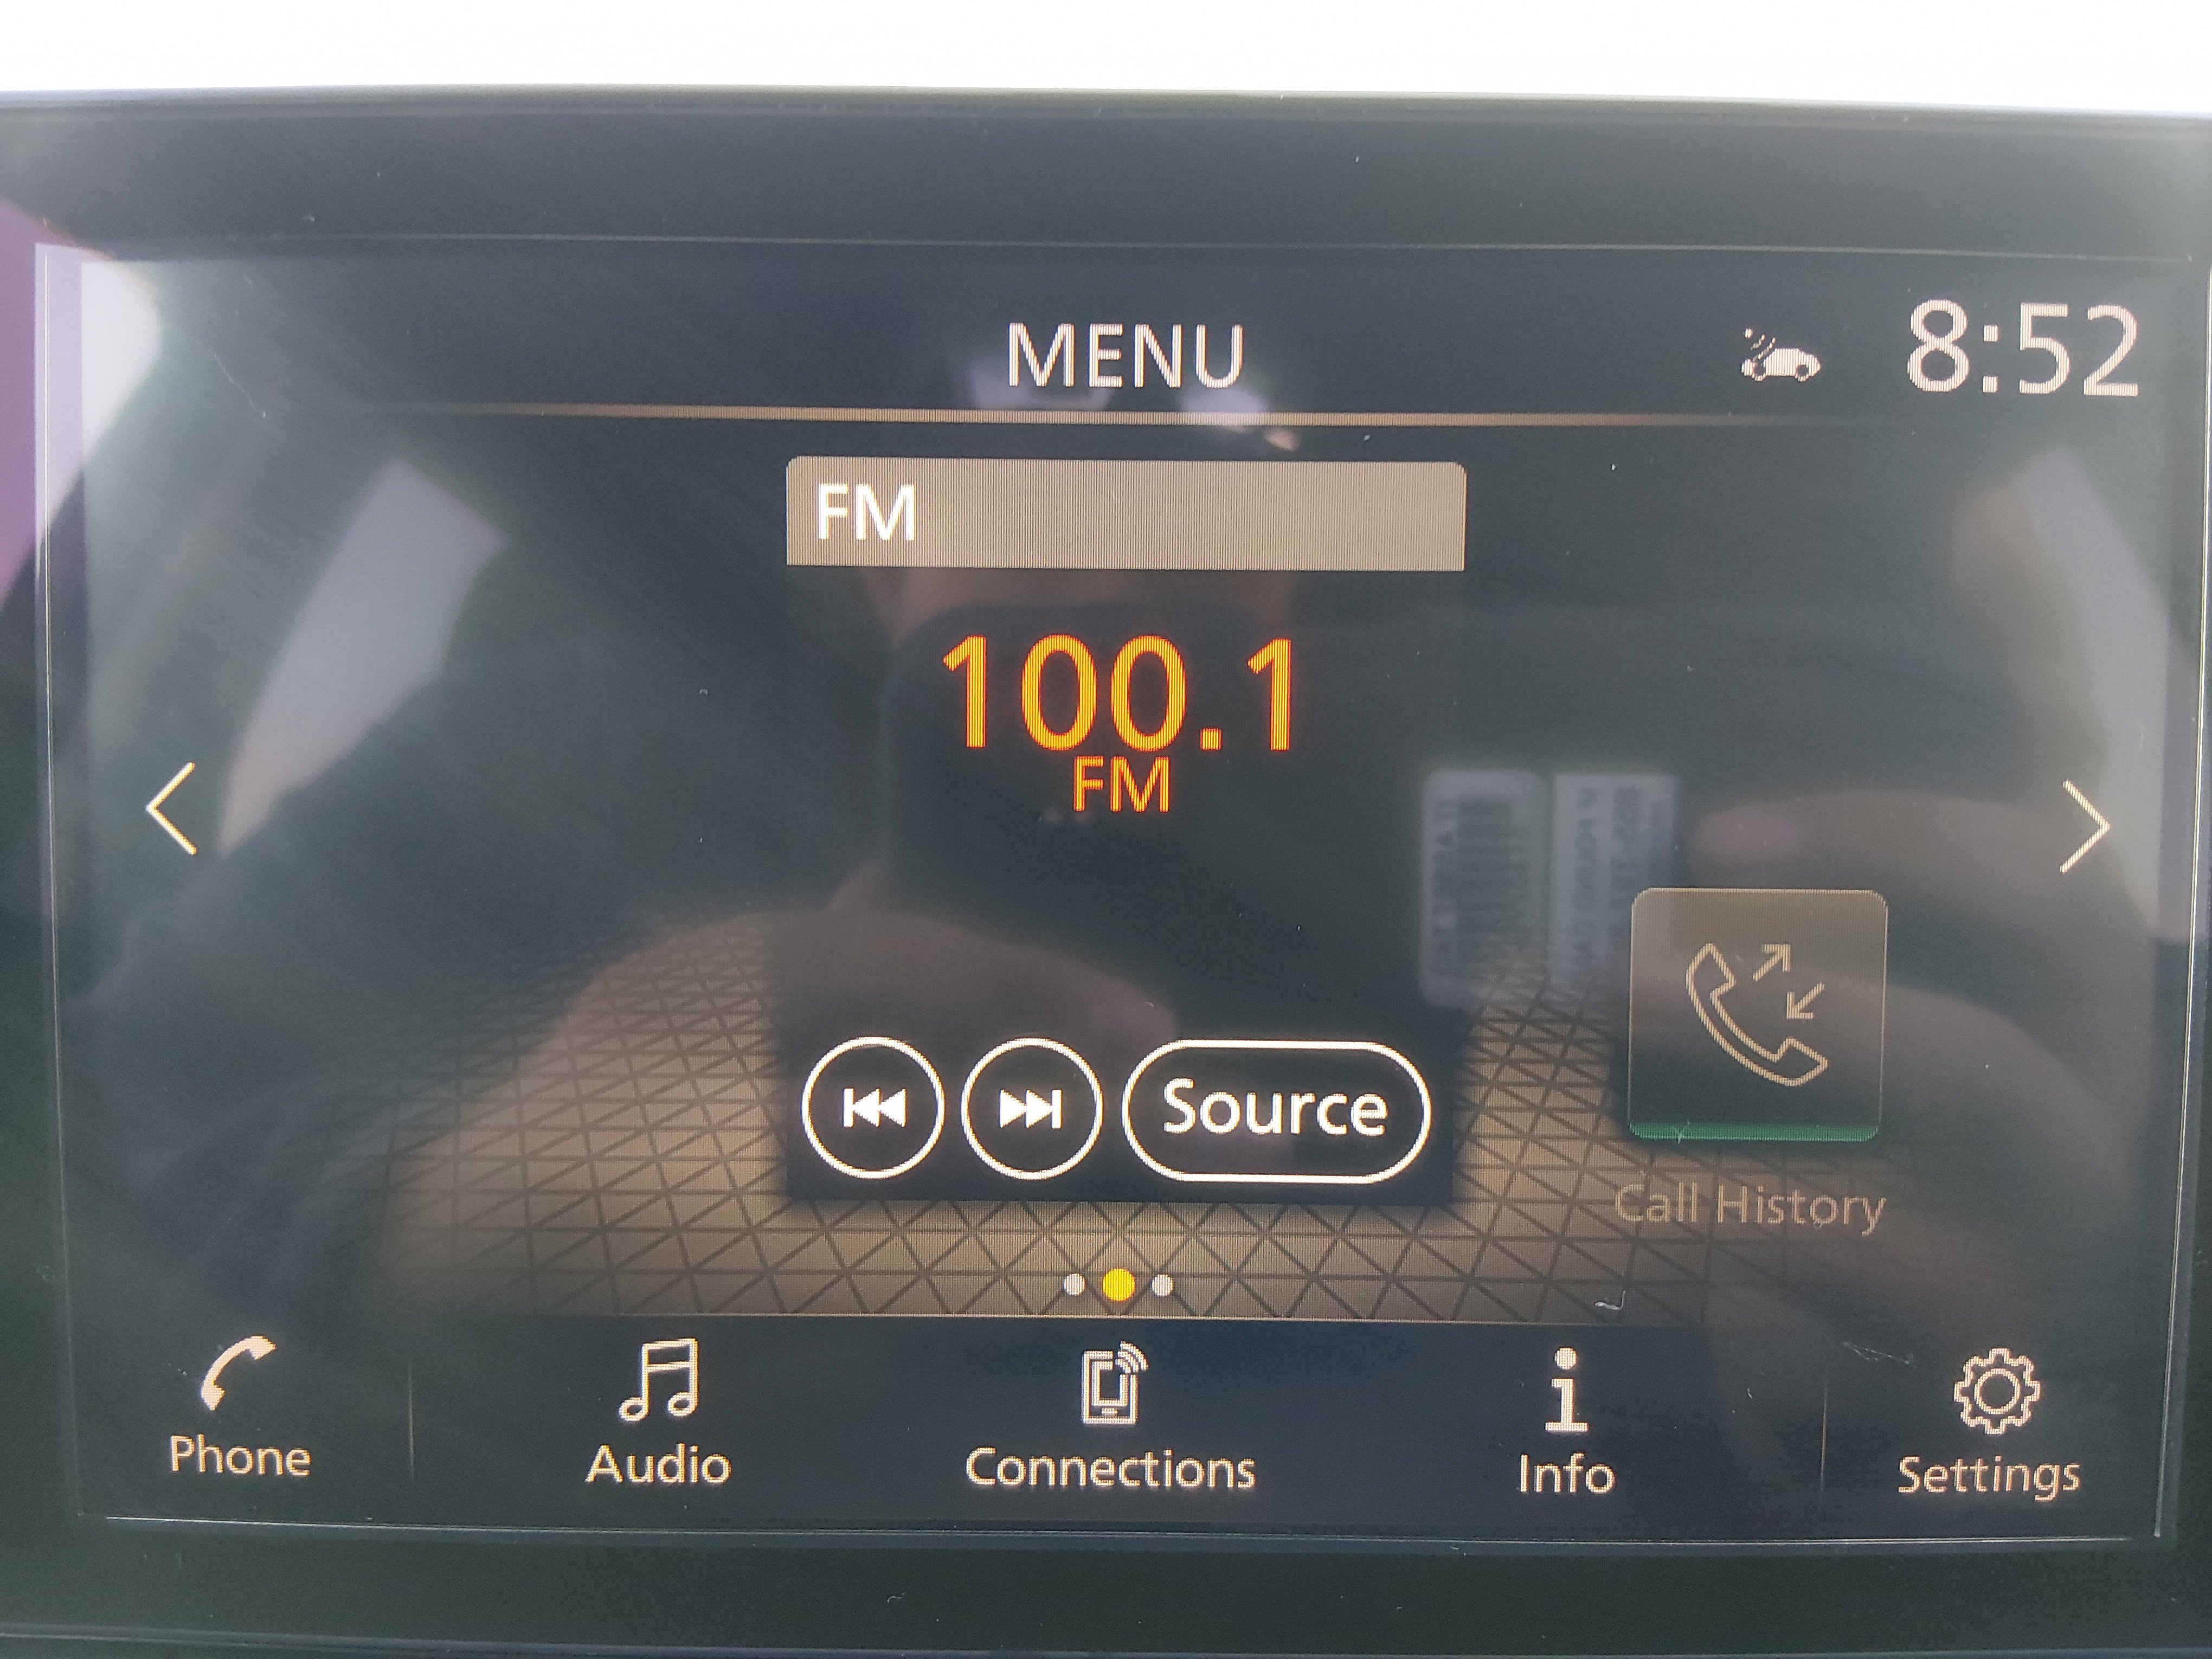 MENU
8:52
FM
100.1
FM
Source
Call History
Phone
Audio
Connections
Info
Settings